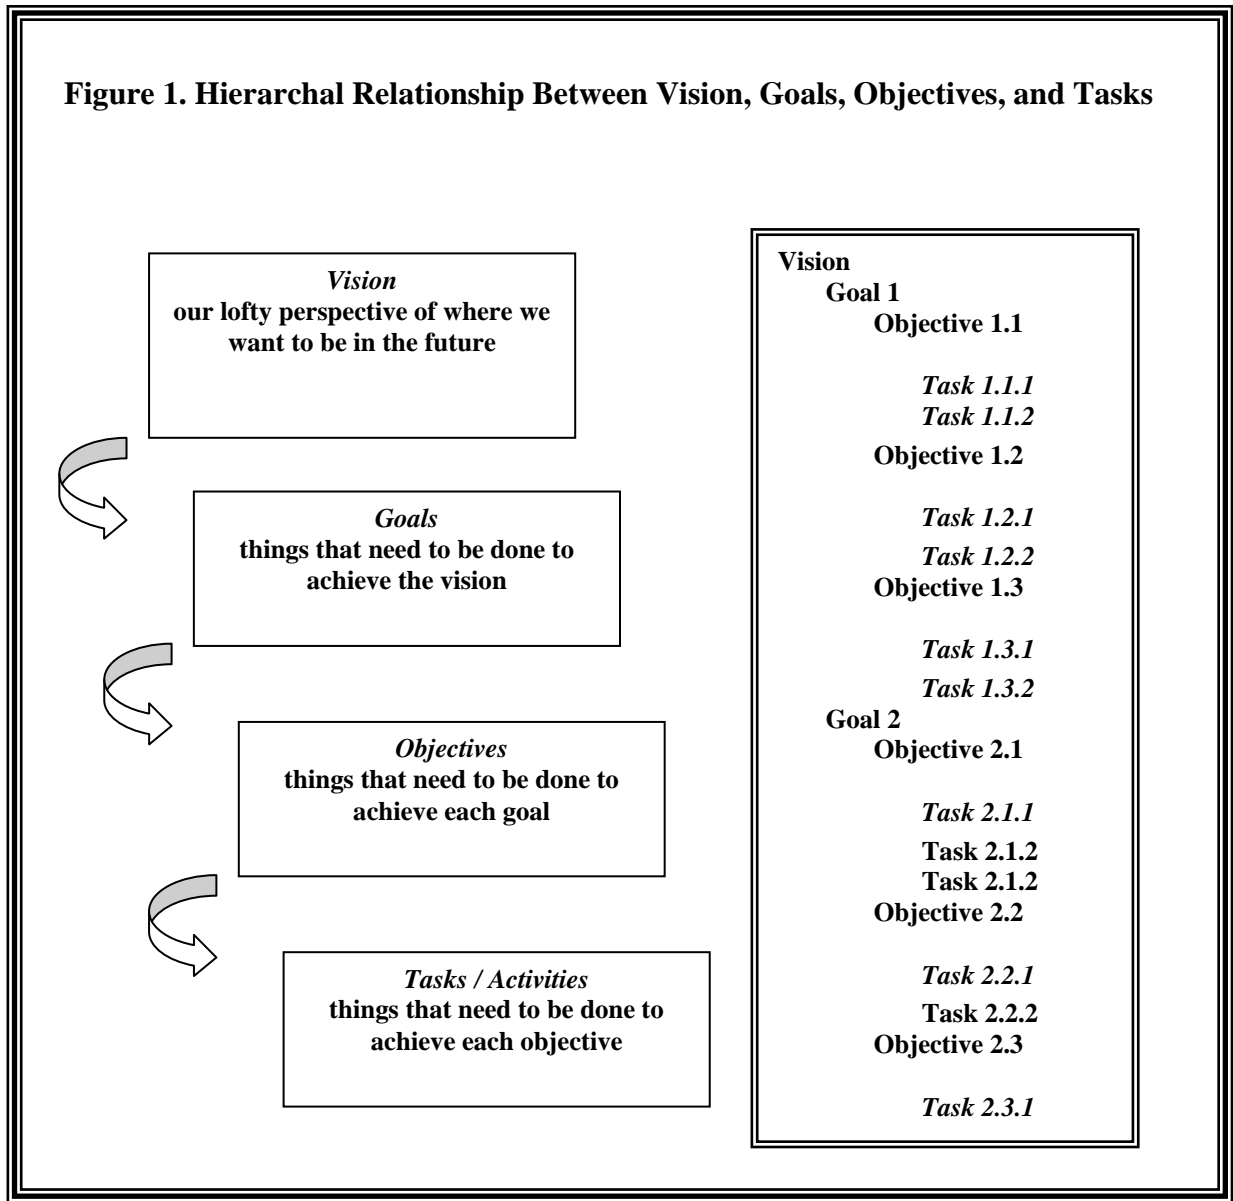 Figure 1. Hierarchal Relationship Between Vision, Goals, Objectives, and Tasks
Vision
our lofty perspective of where we
want to be in the future
Goals
things that need to be done to
achieve the vision
Objectives
things that need to be done to
achieve each goal
Tasks / Activities
things that need to be done to
achieve each objective
Vision
Goal 1
Objective 1.1
Task 1.1.1
Task 1.1.2
Objective 1.2
Task 1.2.1
Task 1.2.2
Objective 1.3
Task 1.3.1
Task 1.3.2
Goal 2
Objective 2.1
Task 2.1.1
Task 2.1.2
Task 2.1.2
Objective 2.2
Task 2.2.1
Task 2.2.2
Objective 2.3
Task 2.3.1